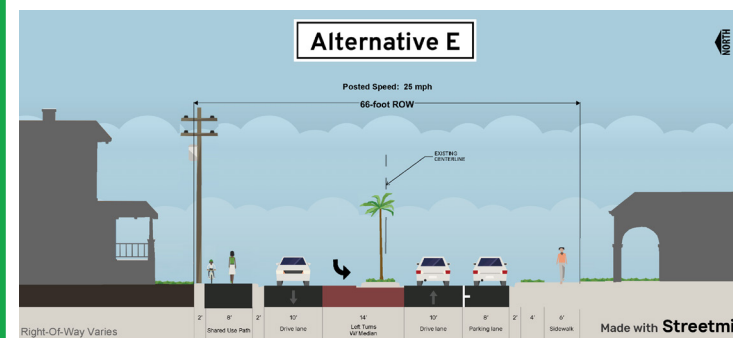 Alternative E
NORTH
Posted Speed: 25 mph
66-foot ROW
EXISTING
CENTERLINE
2' 8' 2' 10' 14' 10' 8' 2' 4' 6'
Shared Use Path Drive lane Left Turns Drive lane Parking lane Sidewalk
W/ Median
Right-Of-Way Varies
Made with Streetmi